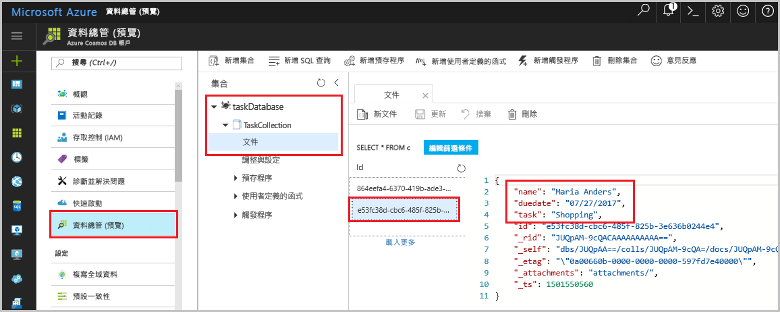 Microsoft Azure 資料總管 (預覽)
1
資料總管 (預覽)
Azure Cosmos DB 帳戶
搜尋 (Ctrl+/)
概觀
活動記錄
存取控制 (IAM)
標籤
診斷並解決問題
快速啟動
資料總管 (預覽)
設定
複寫全域資料
預設一致性
新增集合
新增 SQL 查詢
新增預存程序
新增使用者定義的函式
新增觸發程序
刪除集合
意見反應
集合
taskDatabase
TaskCollection
文件
調整與設定
預存程序
使用者定義的函式
觸發程序
文件
新文件
更新
捨棄
刪除
SELECT * FROM c
編輯篩選條件
Id
864eefa4-6370-419b-ade3-...
e53fc38d-cbc6-485f-825b-...
載入更多
1 {
2 "name": "Maria Anders",
3 "duedate": "07/27/2017",
4 "task": "Shopping",
5 "id": "e53fc38d-cbc6-485f-825b-3e636b0244e4",
6 "_rid": "JUQpAM-9cQACAAAAAAAAAA==",
7 "_self": "dbs/JUQpAA==/colls/JUQpAM-9cQA=/docs/JUQpAM-9cQ
8 "_etag": "\"0a00660b-0000-0000-0000-597fd7e40000\"",
9 "_attachments": "attachments/",
10 "_ts": 1501550560
11 }